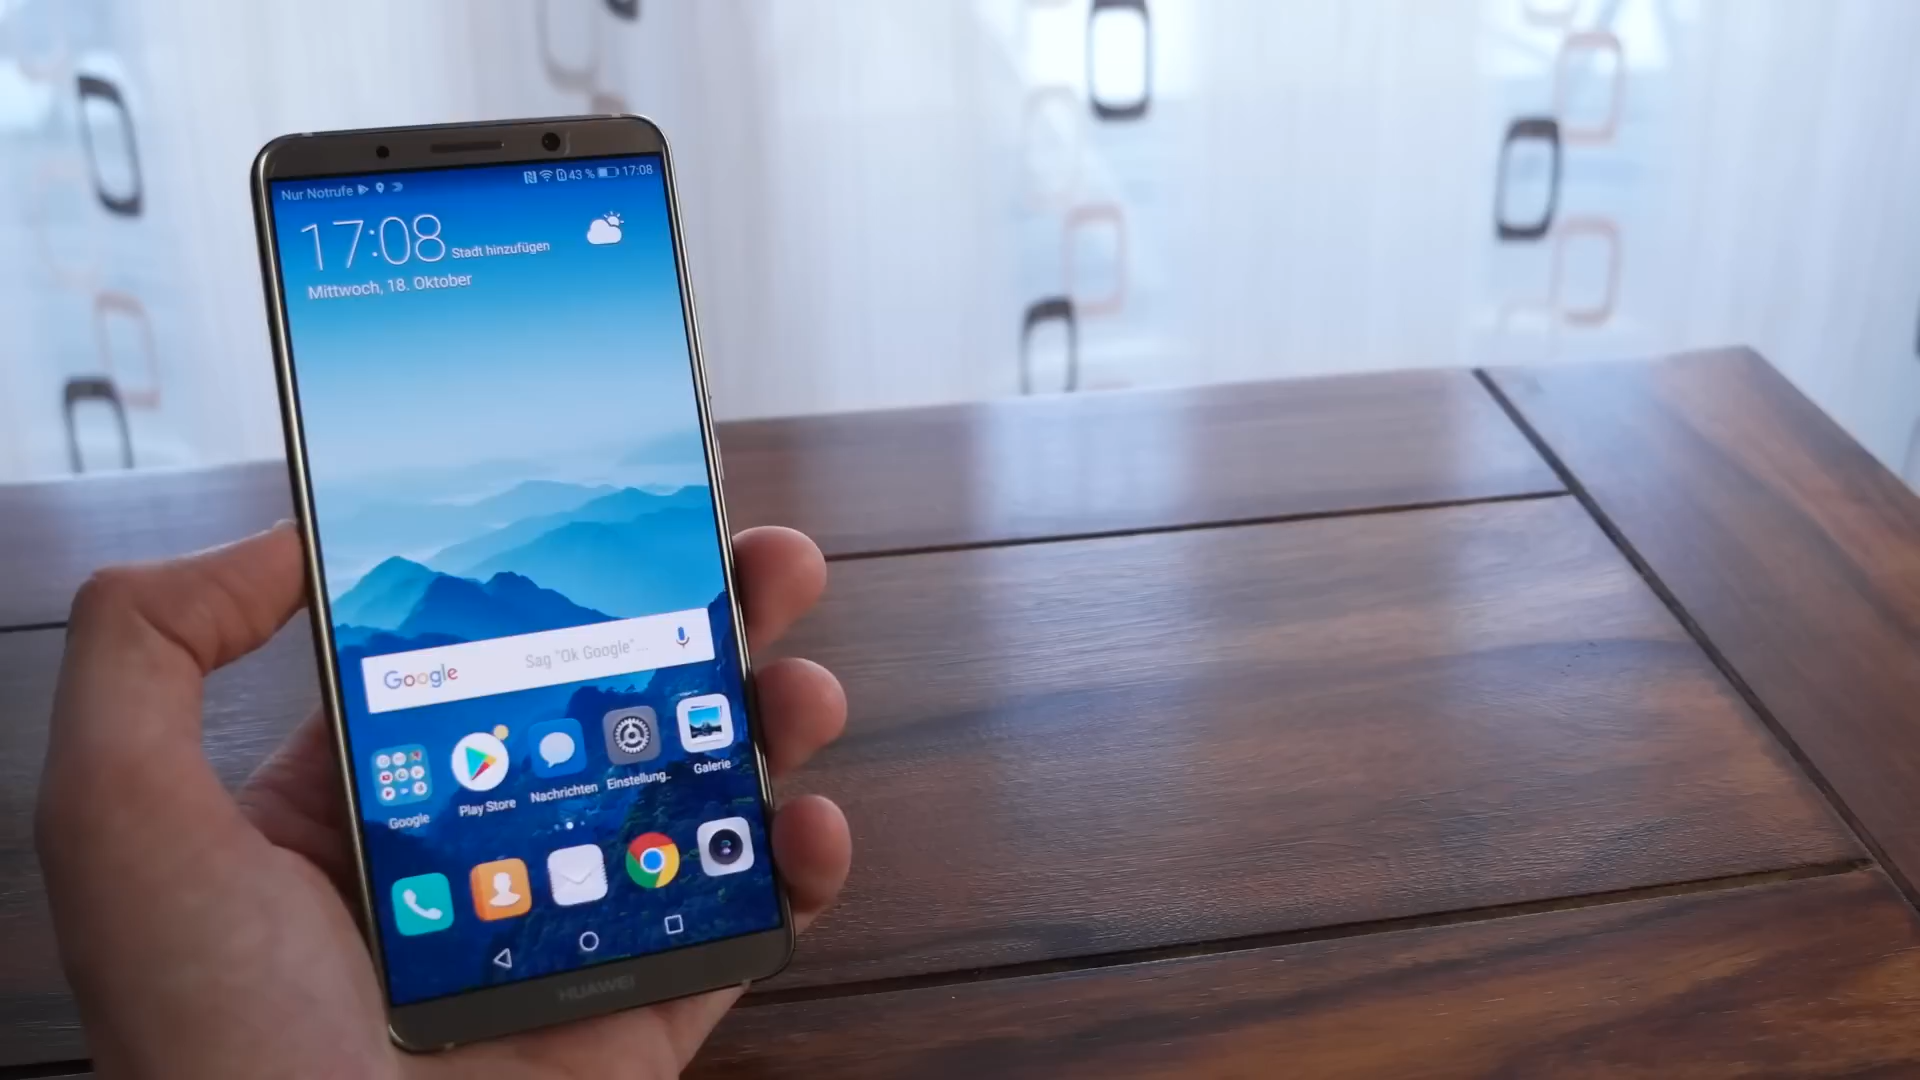 Nur Notrufe 43 % 17:08
17:08 Stadt hinzufügen
Mittwoch, 18. Oktober
Google Sag "Ok Google"...
Google Play Store Nachrichten Einstellung.. Galerie
HUAWEI